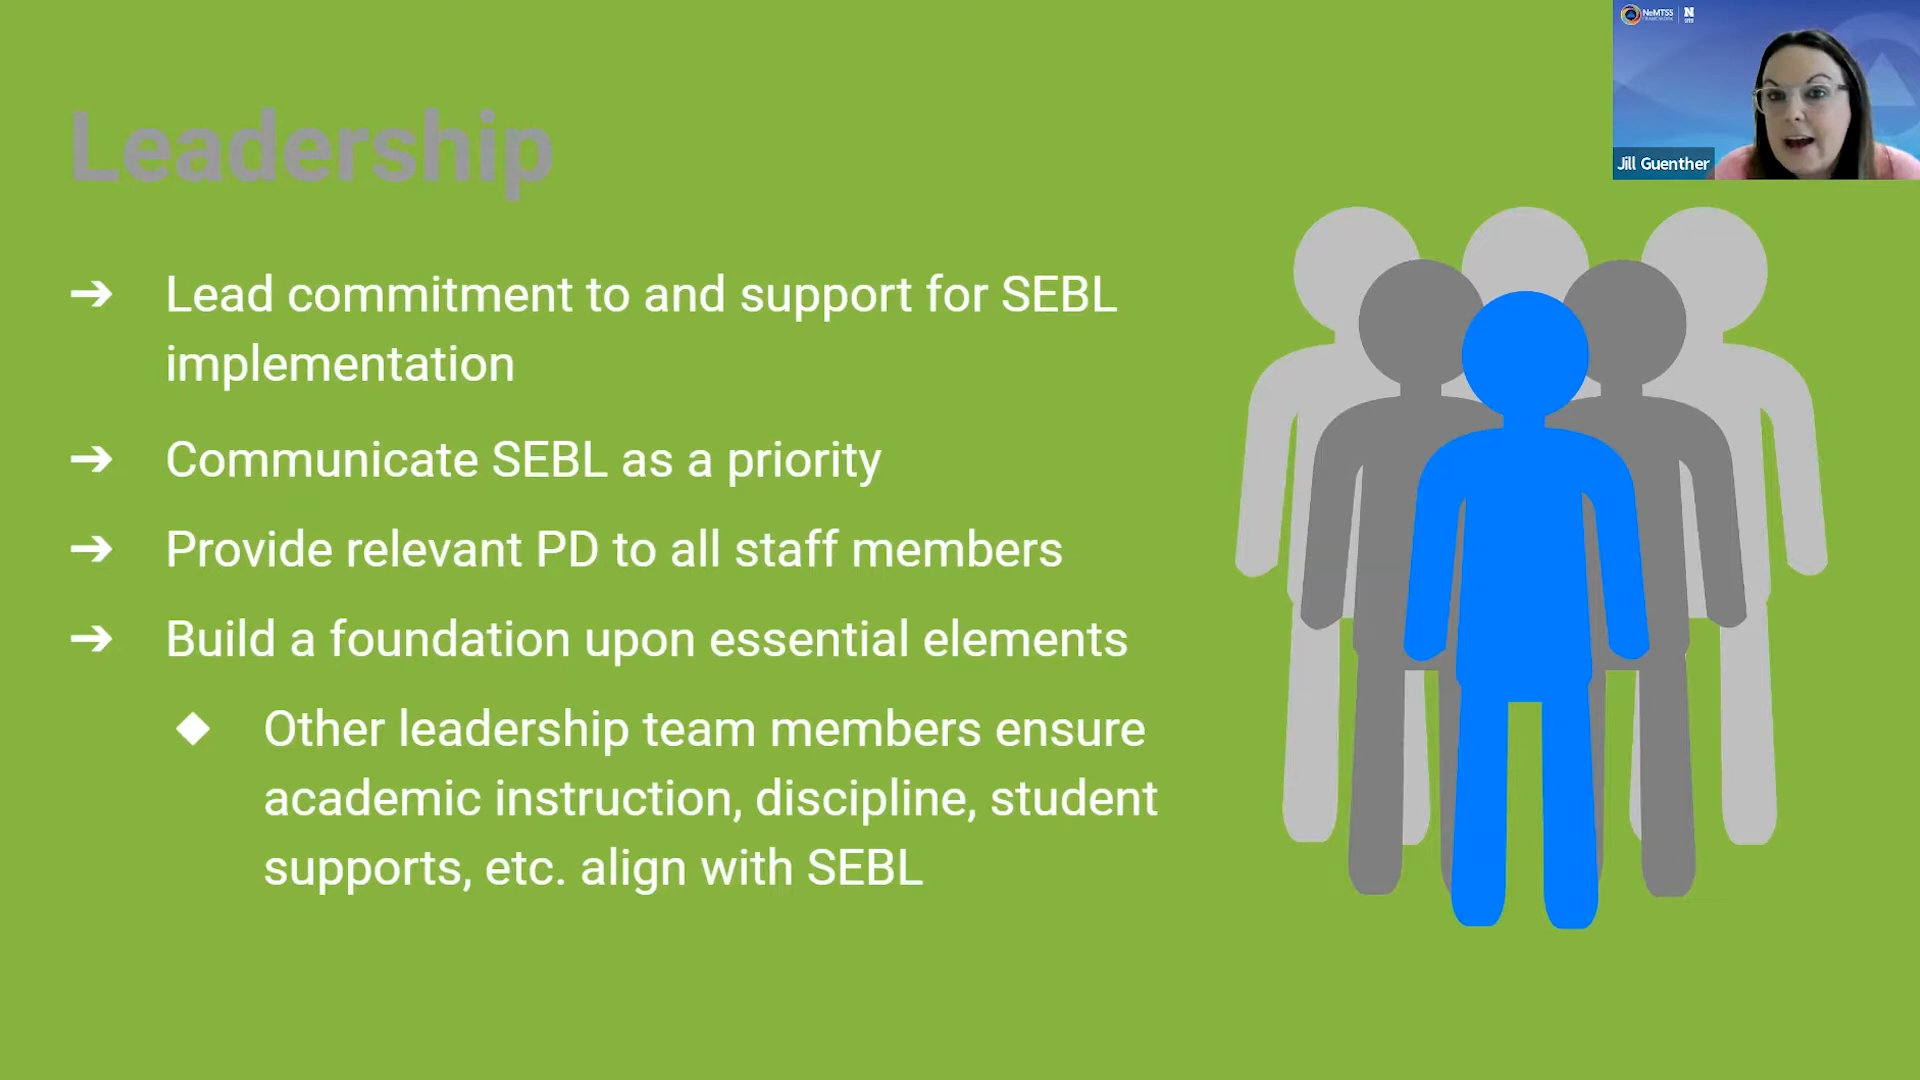 NeMTSS
N
Jill Guenther
Leadership
➔ Lead commitment to and support for SEBL
implementation
➔ Communicate SEBL as a priority
➔ Provide relevant PD to all staff members
➔ Build a foundation upon essential elements
◆ Other leadership team members ensure
academic instruction, discipline, student
supports, etc. align with SEBL